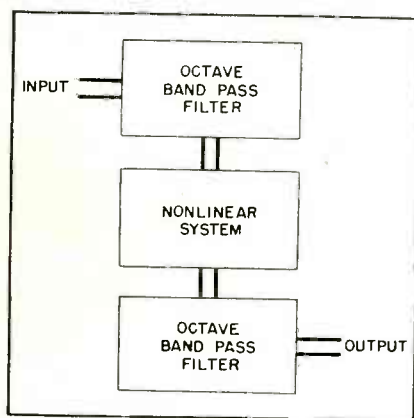 INPUT
OCTAVE
BAND PASS
FILTER
NONLINEAR
SYSTEM
OCTAVE
BAND PASS
FILTER
OUTPUT